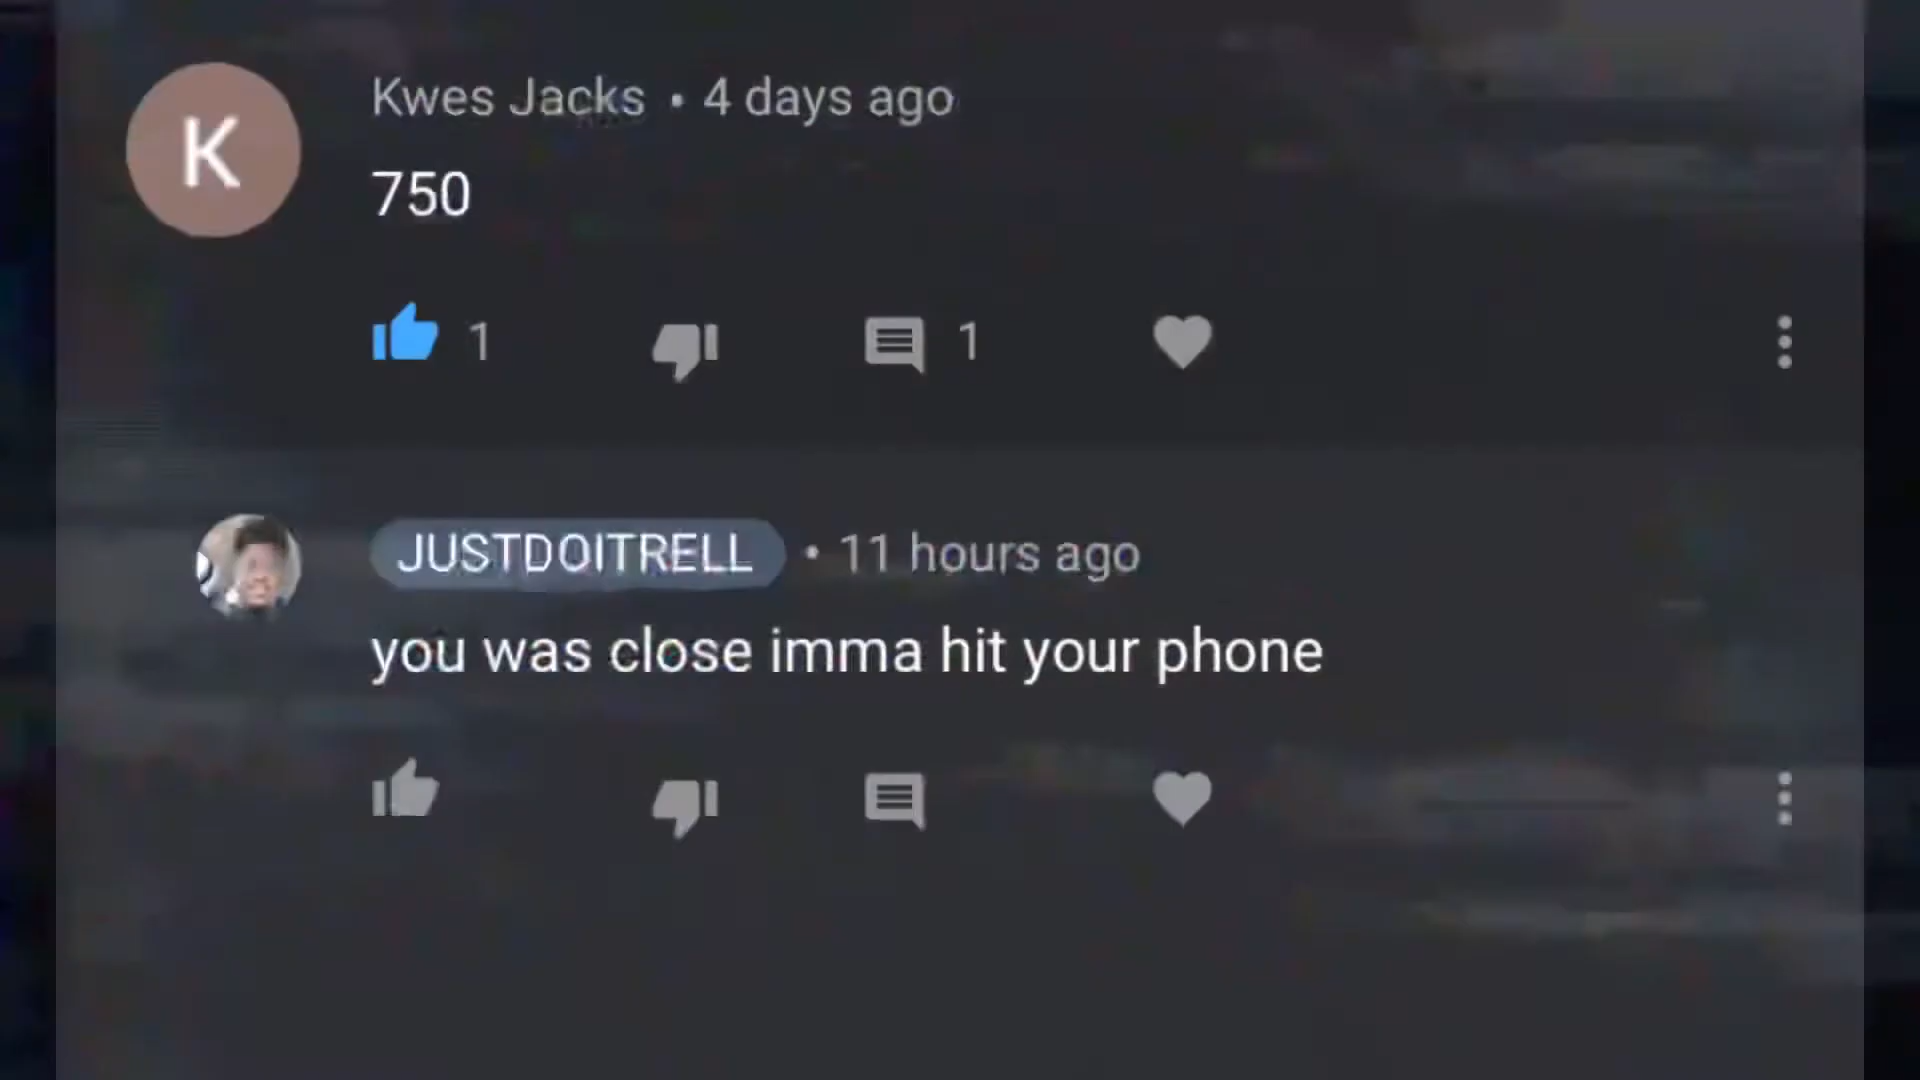 K
Kwes Jacks • 4 days ago
750
1
1
JUSTDOITRELL • 11 hours ago
you was close imma hit your phone